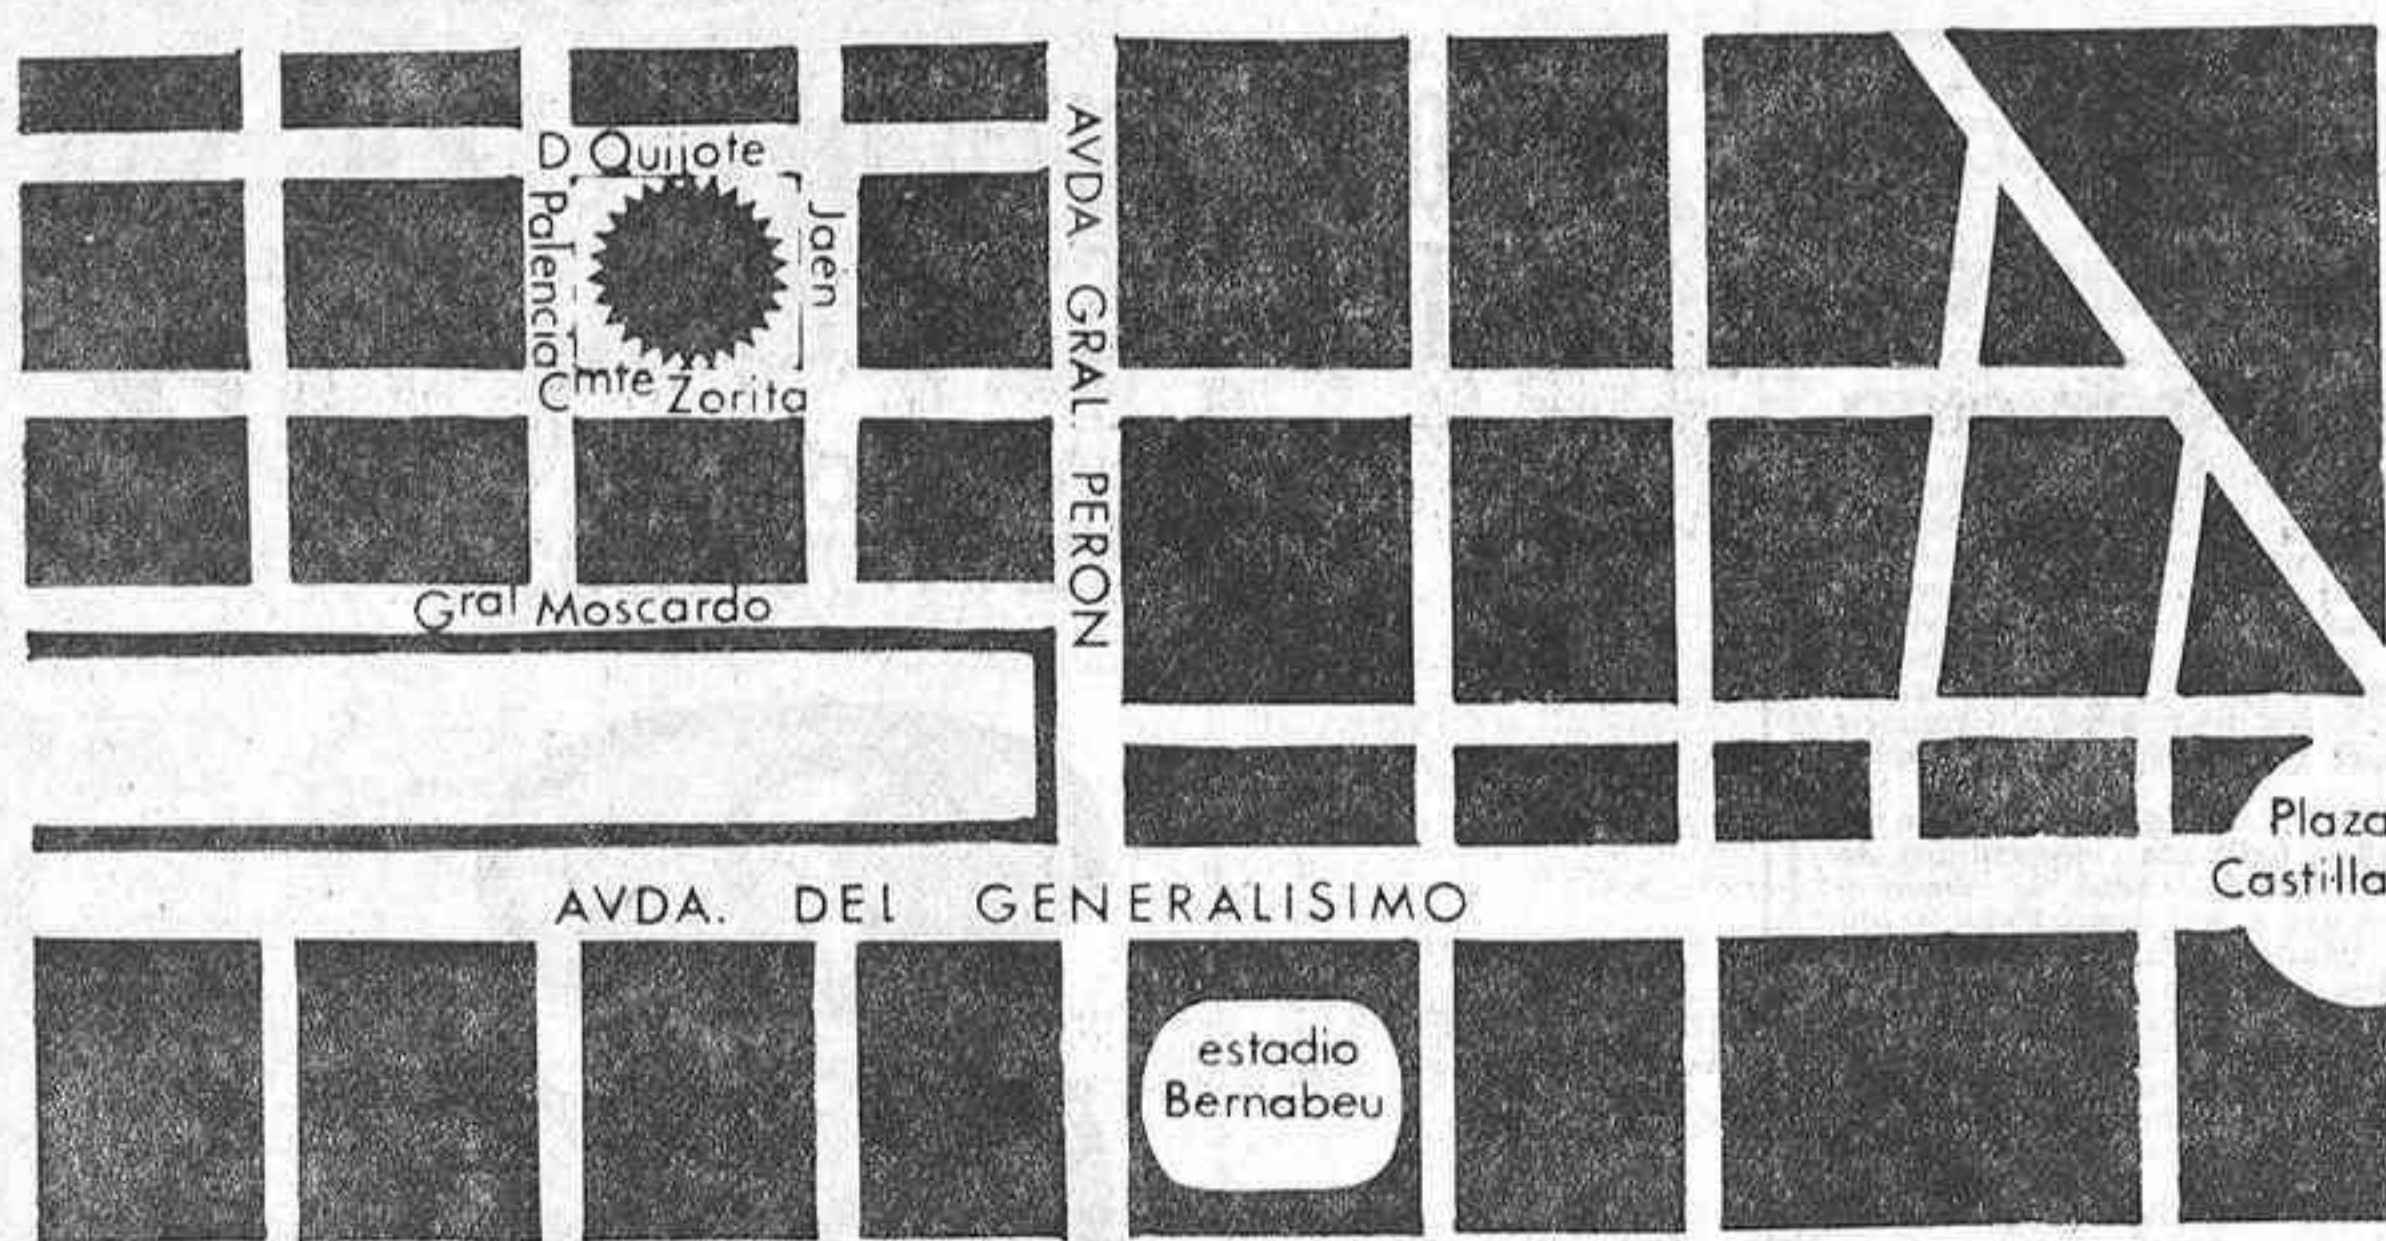 D Quijote
Palencia
Jaen
Cmte Zorita
AVDA. GRAL. PERON
Gral Moscardo
Plaza
Castilla
AVDA. DEL GENERALISIMO
estadio
Bernabeu